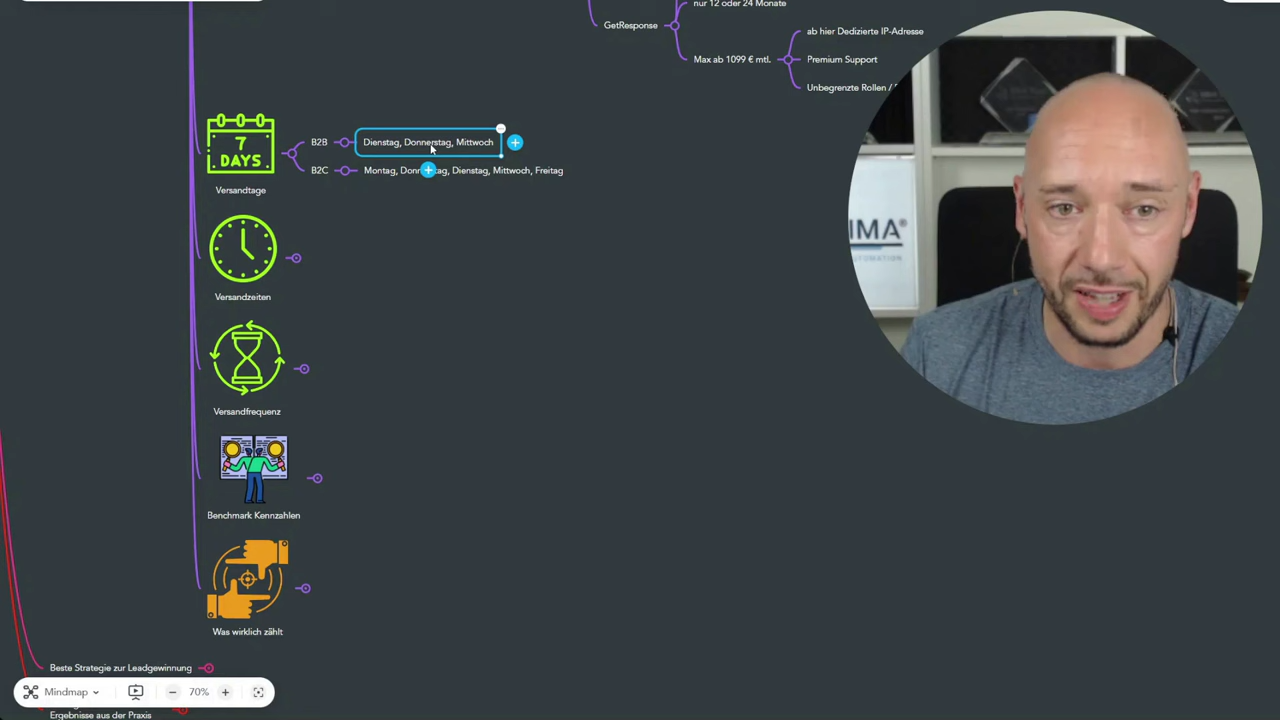 nur 12 oder 24 Monate
GetResponse
ab hier Dedizierte IP-Adresse
Max ab 1099 € mtl.
Premium Support
Unbegrenzte Rollen /
7
DAYS
B2B
Dienstag, Donnerstag, Mittwoch
B2C
Dienstag, Mittwoch, Freitag
Montag,
Versandtage
IMA®
Versandzeiten
Versandfrequenz
Benchmark Kennzahlen
Was wirklich zählt
Beste Strategie zur Leadgewinnung
Mindmap
70%
Ergebnisse aus der Praxis